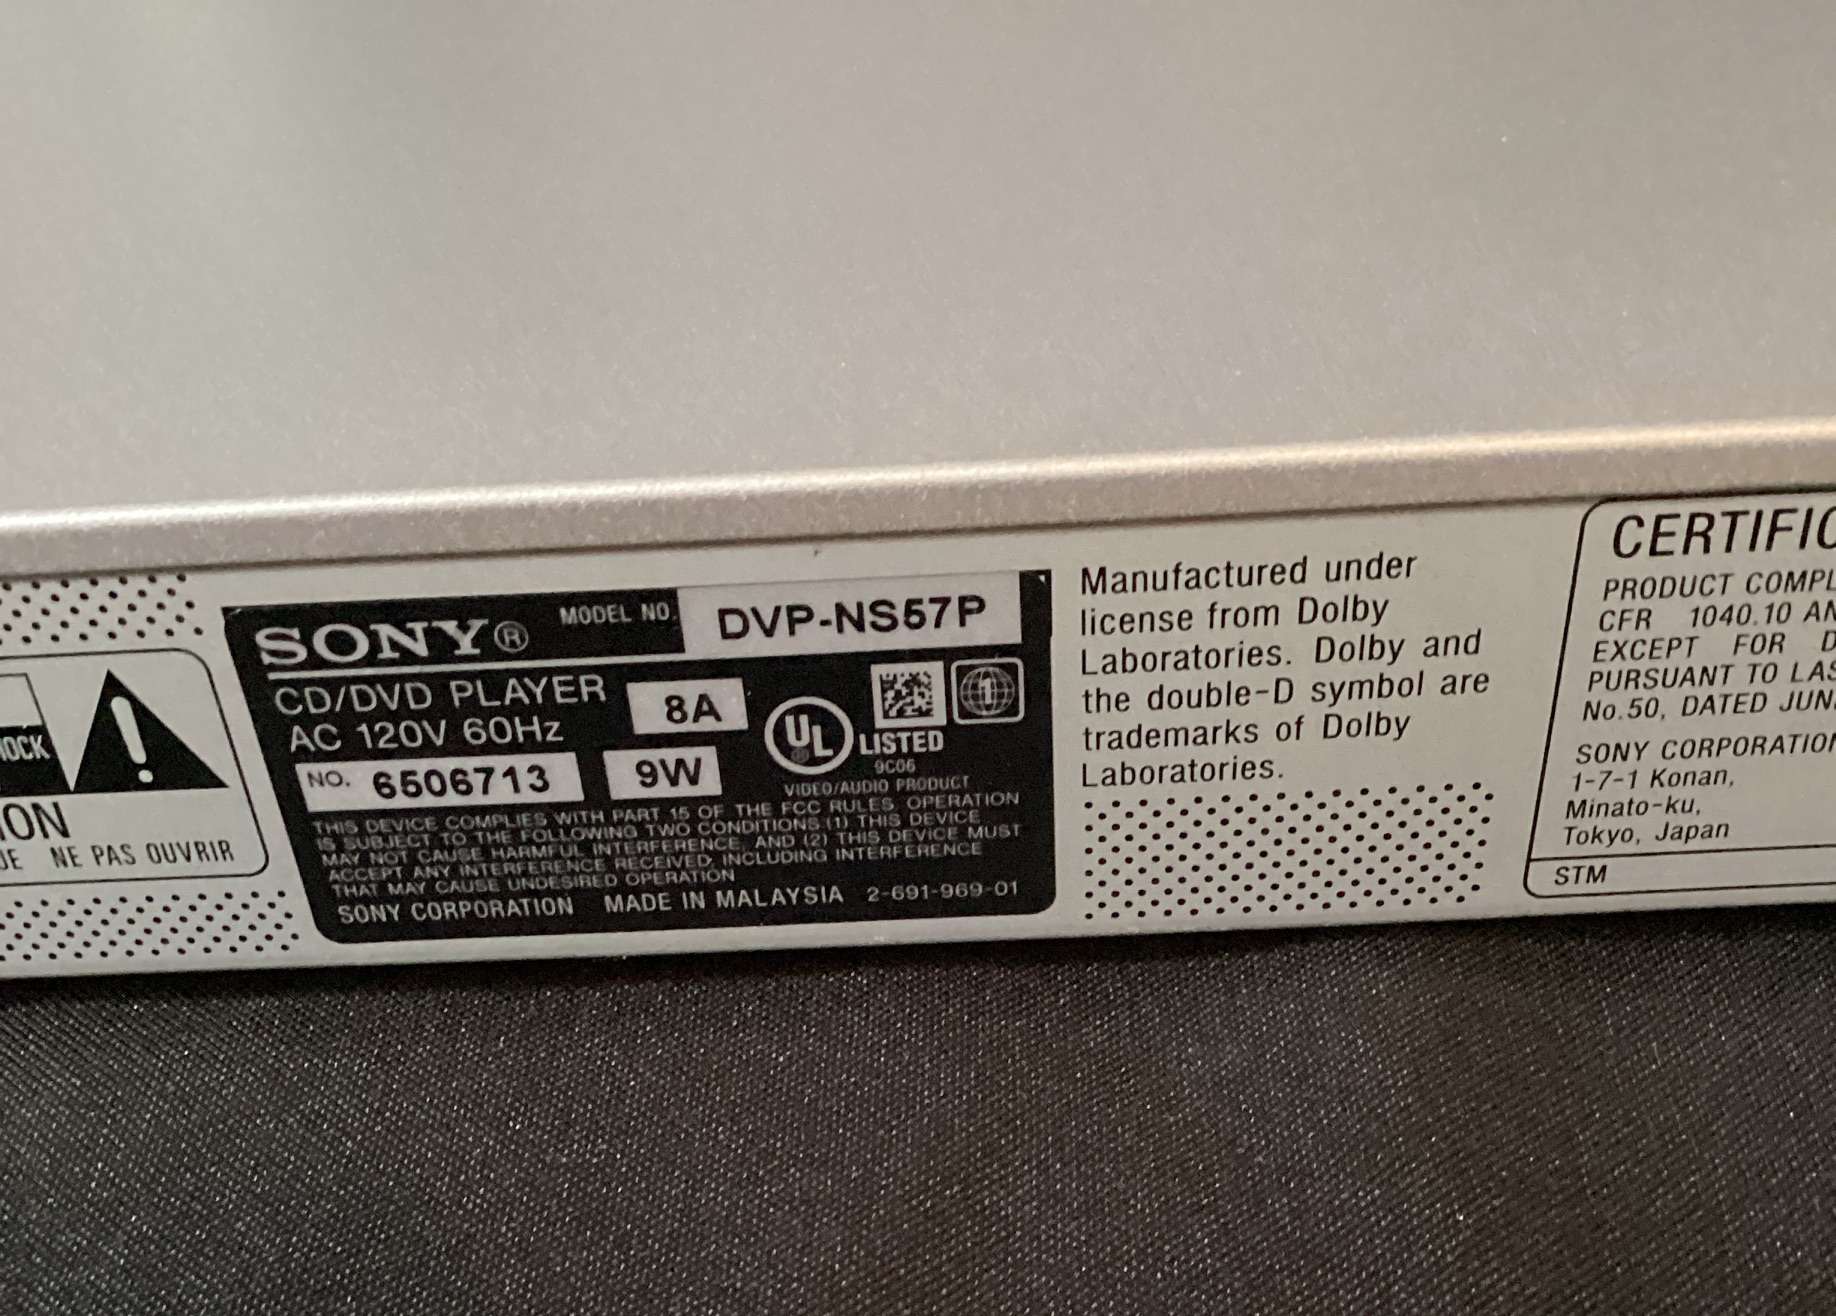 OCK
ION
UE NE PAS OUVRIR
SONY® MODEL NO. DVP-NS57P
CD/DVD PLAYER
AC 120V 60Hz
8A
NO. 6506713
9W
UL LISTED
9C06
VIDEO/AUDIO PRODUCT
1
THIS DEVICE COMPLIES WITH PART 15 OF THE FCC RULES. OPERATION
IS SUBJECT TO THE FOLLOWING TWO CONDITIONS (1) THIS DEVICE
MAY NOT CAUSE HARMFUL INTERFERENCE, AND (2) THIS DEVICE MUST
ACCEPT ANY INTERFERENCE RECEIVED, INCLUDING INTERFERENCE
THAT MAY CAUSE UNDESIRED OPERATION
SONY CORPORATION MADE IN MALAYSIA 2-691-969-01
Manufactured under
license from Dolby
Laboratories. Dolby and
the double-D symbol are
trademarks of Dolby
Laboratories.
CERTIFIC
PRODUCT COMPL
CFR 1040.10 AN
EXCEPT FOR D
PURSUANT TO LAS
No.50, DATED JUN
SONY CORPORATION
1-7-1 Konan,
Minato-ku,
Tokyo, Japan
STM